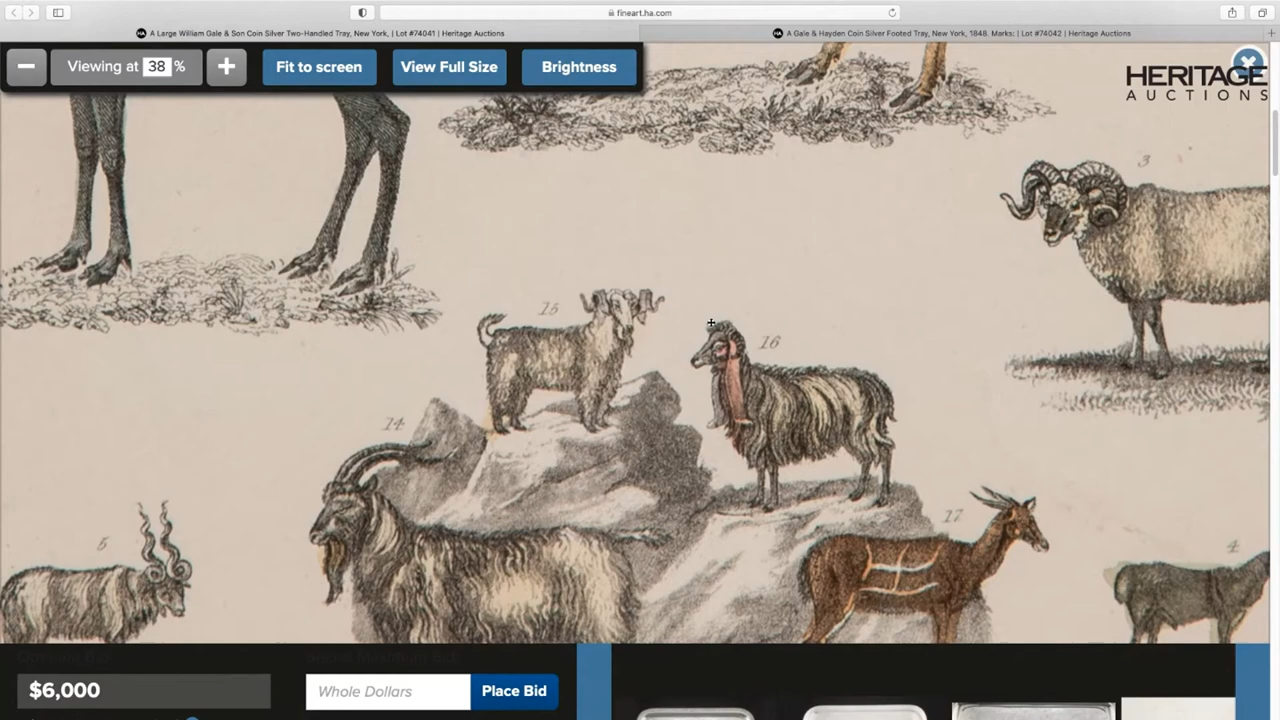 fineart.ha.com
HA A Large William Gale & Son Coin Silver Two-Handled Tray, New York, | Lot #74041 | Heritage Auctions
HA A Gale & Hayden Coin Silver Footed Tray, New York, 1848. Marks: | Lot #74042 | Heritage Auctions
Viewing at 38 %
Fit to screen
View Full Size
Brightness
HERITAGE
AUCTIONS
3
15
16
14
17
5
4
$6,000
Whole Dollars
Place Bid